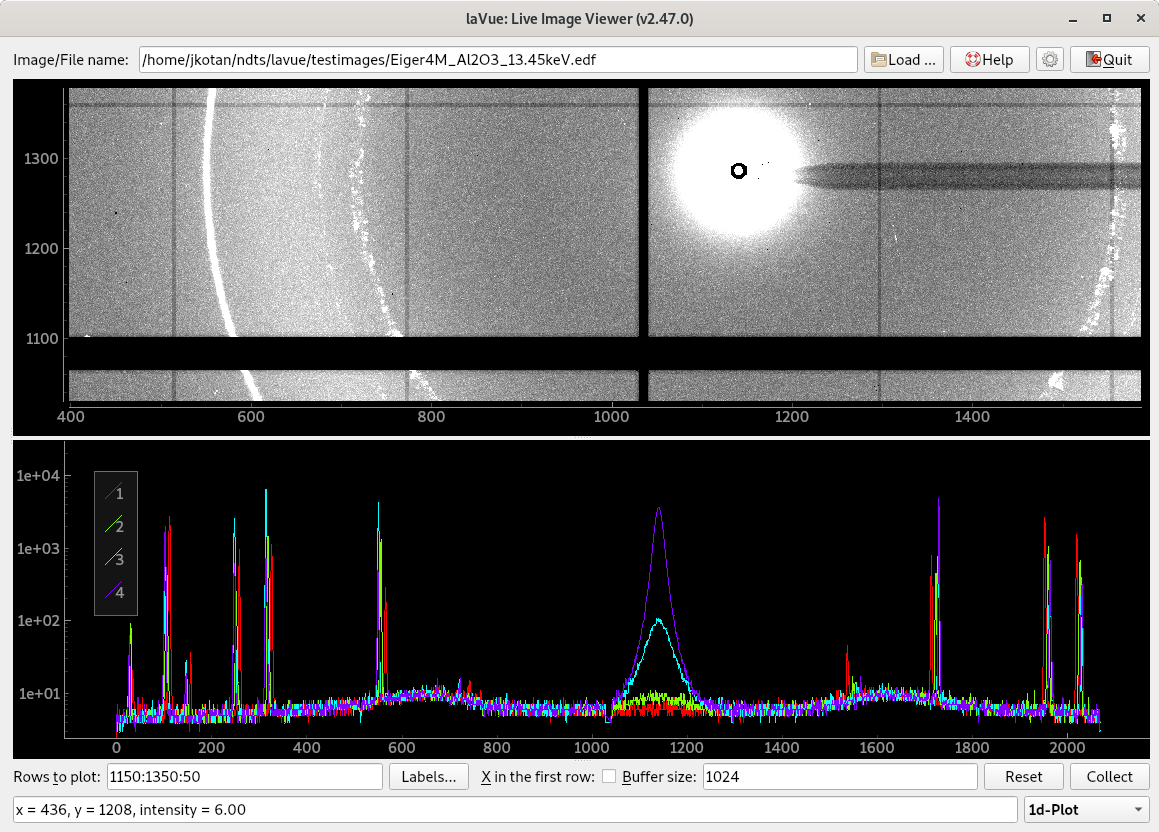 laVue: Live Image Viewer (v2.47.0)
Image/File name: /home/jkotan/ndts/lavue/testimages/Eiger4M_Al2O3_13.45keV.edf Load ... Help Quit
1300
1200
1100
400 600 800 1000 1200 1400
1e+04
1e+03
1e+02
1e+01
1
2
3
4
0 200 400 600 800 1000 1200 1400 1600 1800 2000
Rows to plot: 1150:1350:50 Labels... X in the first row: Buffer size: 1024 Reset Collect
x = 436, y = 1208, intensity = 6.00 1d-Plot